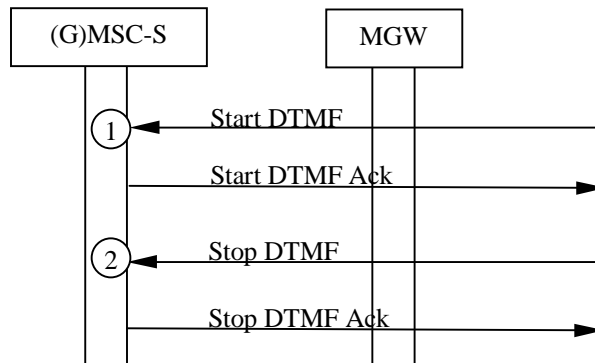 (G)MSC-S
MGW
1
Start DTMF
Start DTMF Ack
2
Stop DTMF
Stop DTMF Ack